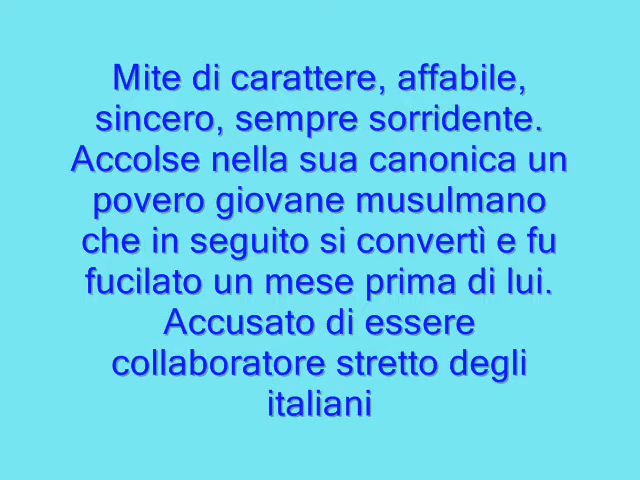 Mite di carattere, affabile,
sincero, sempre sorridente.
Accolse nella sua canonica un
povero giovane musulmano
che in seguito si convertì e fu
fucilato un mese prima di lui.
Accusato di essere
collaboratore stretto degli
italiani